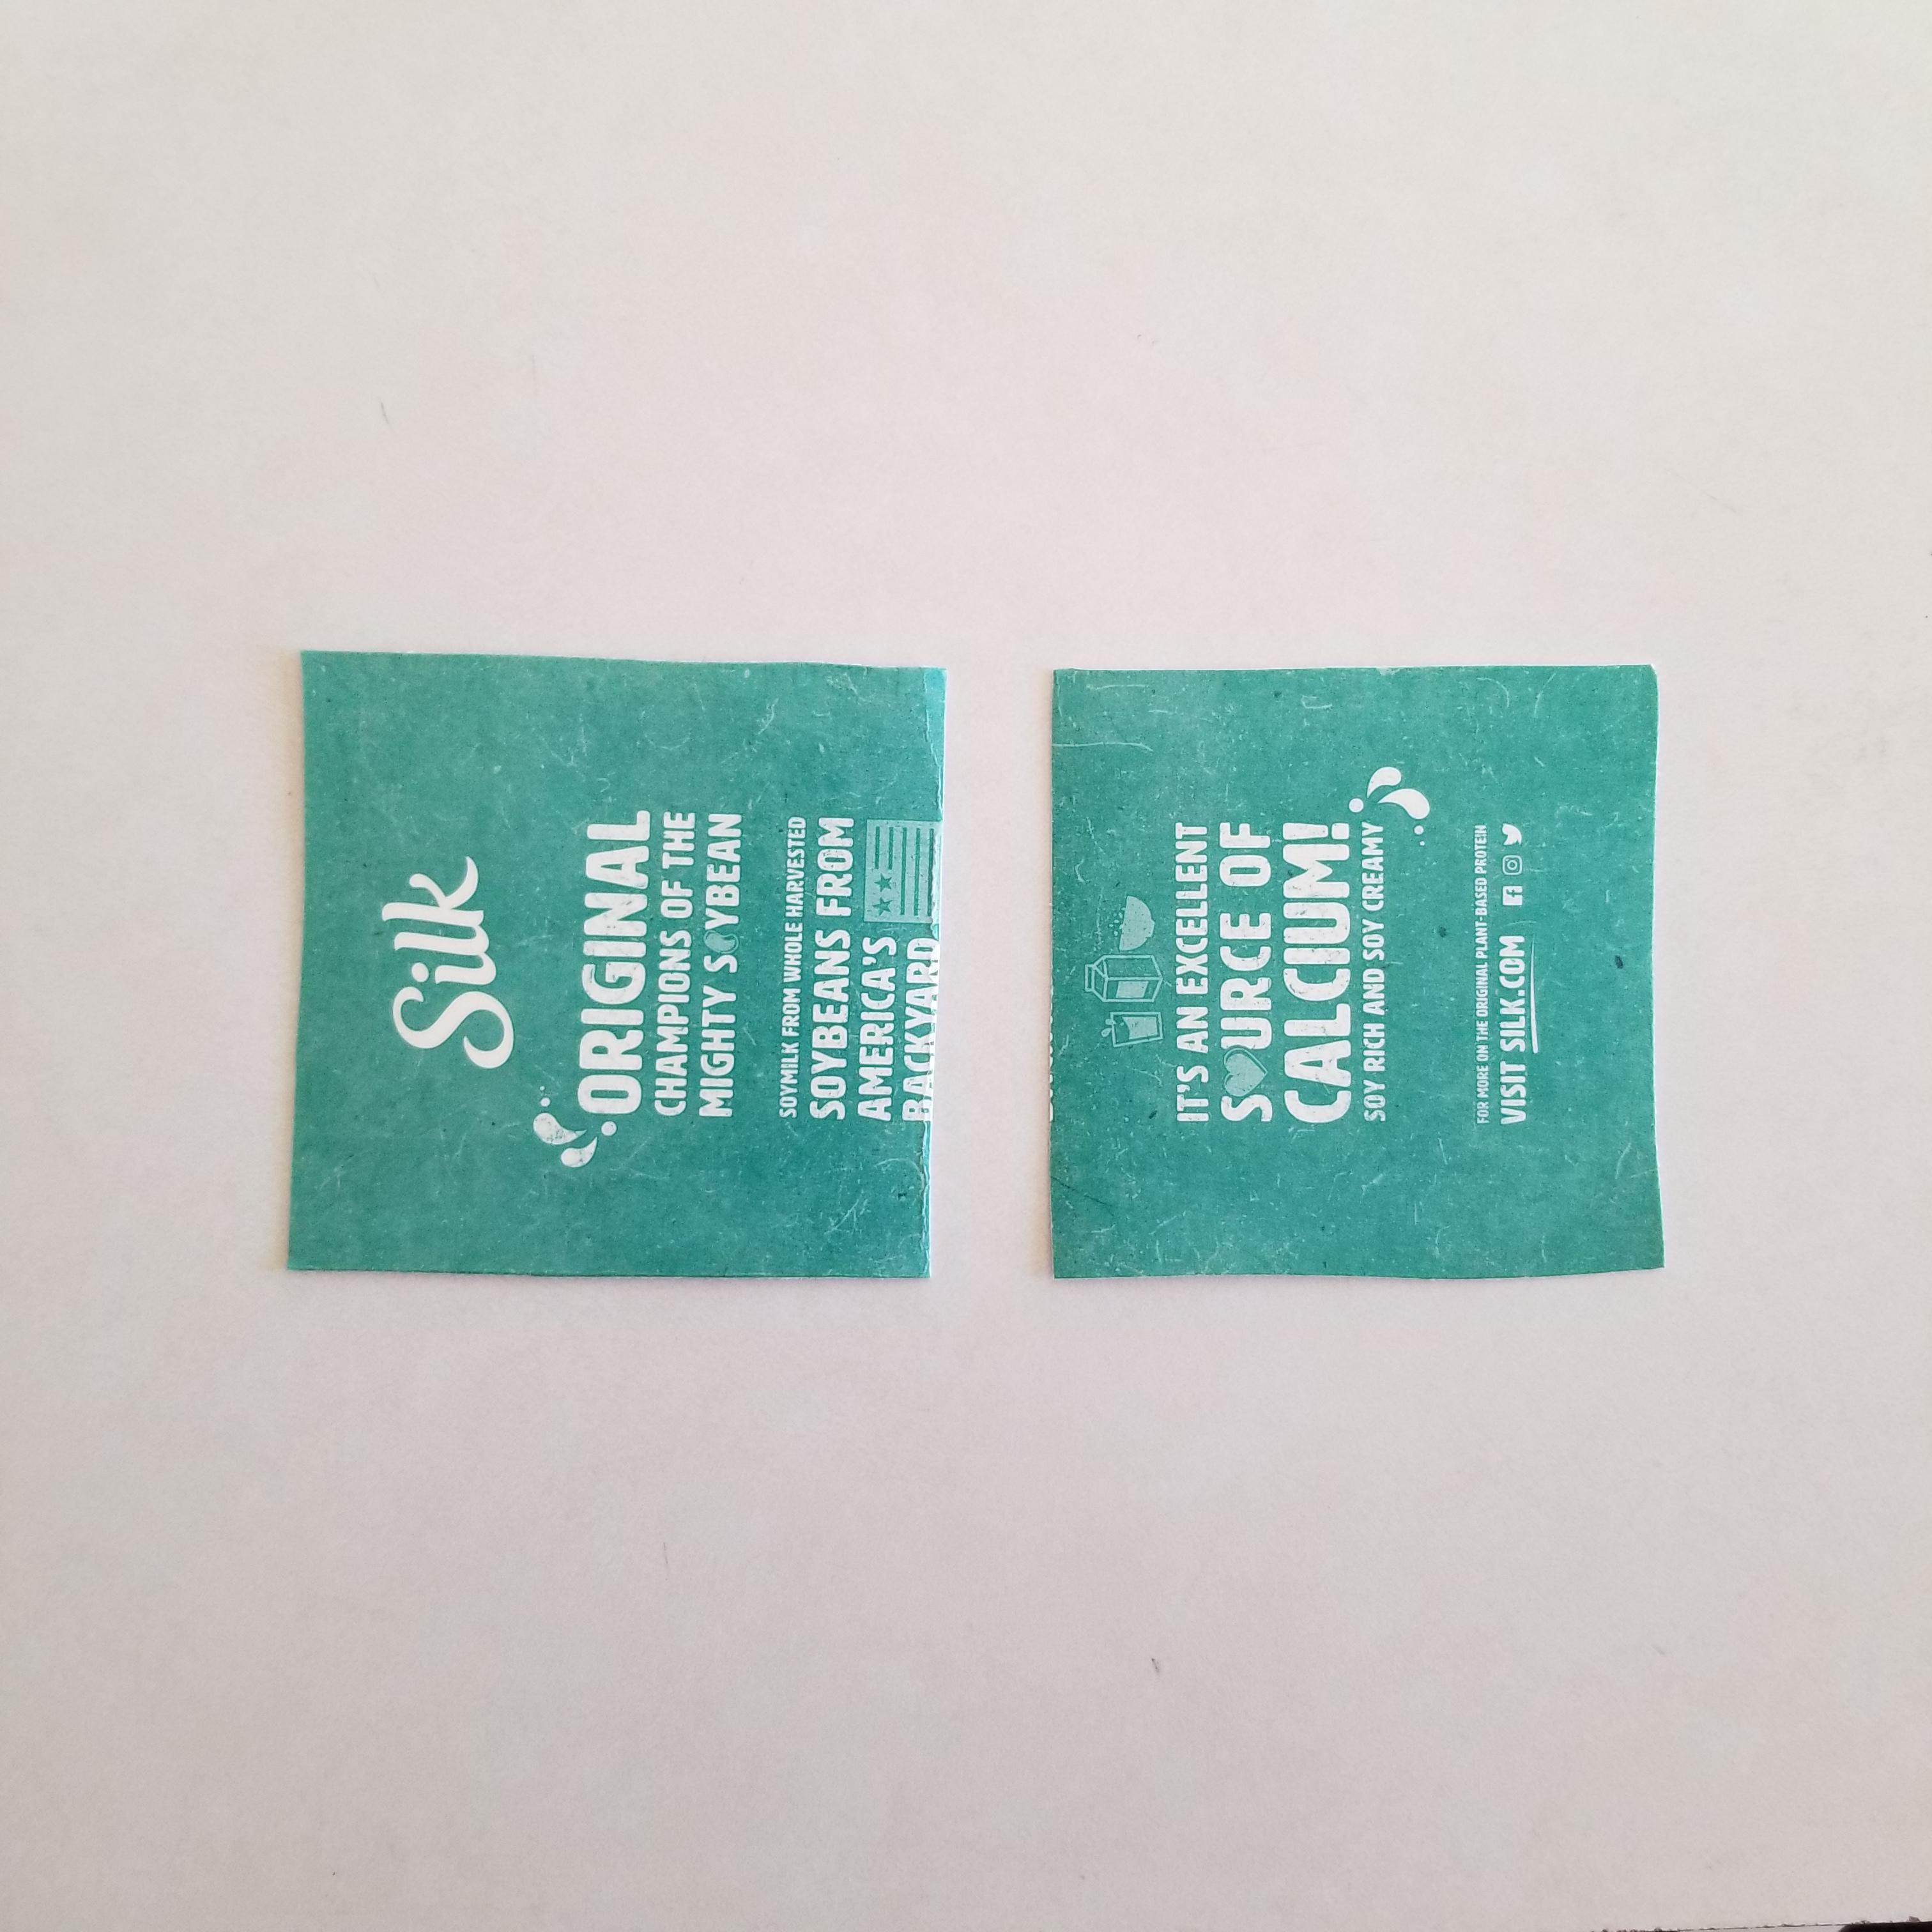 Silk
ORIGINAL
CHAMPIONS OF THE
MIGHTY SOYBEAN
SOYMILK FROM WHOLE HARVESTED
SOYBEANS FROM
AMERICA'S
BACKYARD
IT'S AN EXCELLENT
SOURCE OF
CALCIUM!
SOY RICH AND SOY CREAMY
FOR MORE ON THE ORIGINAL PLANT-BASED PROTEIN
VISIT SILK.COM